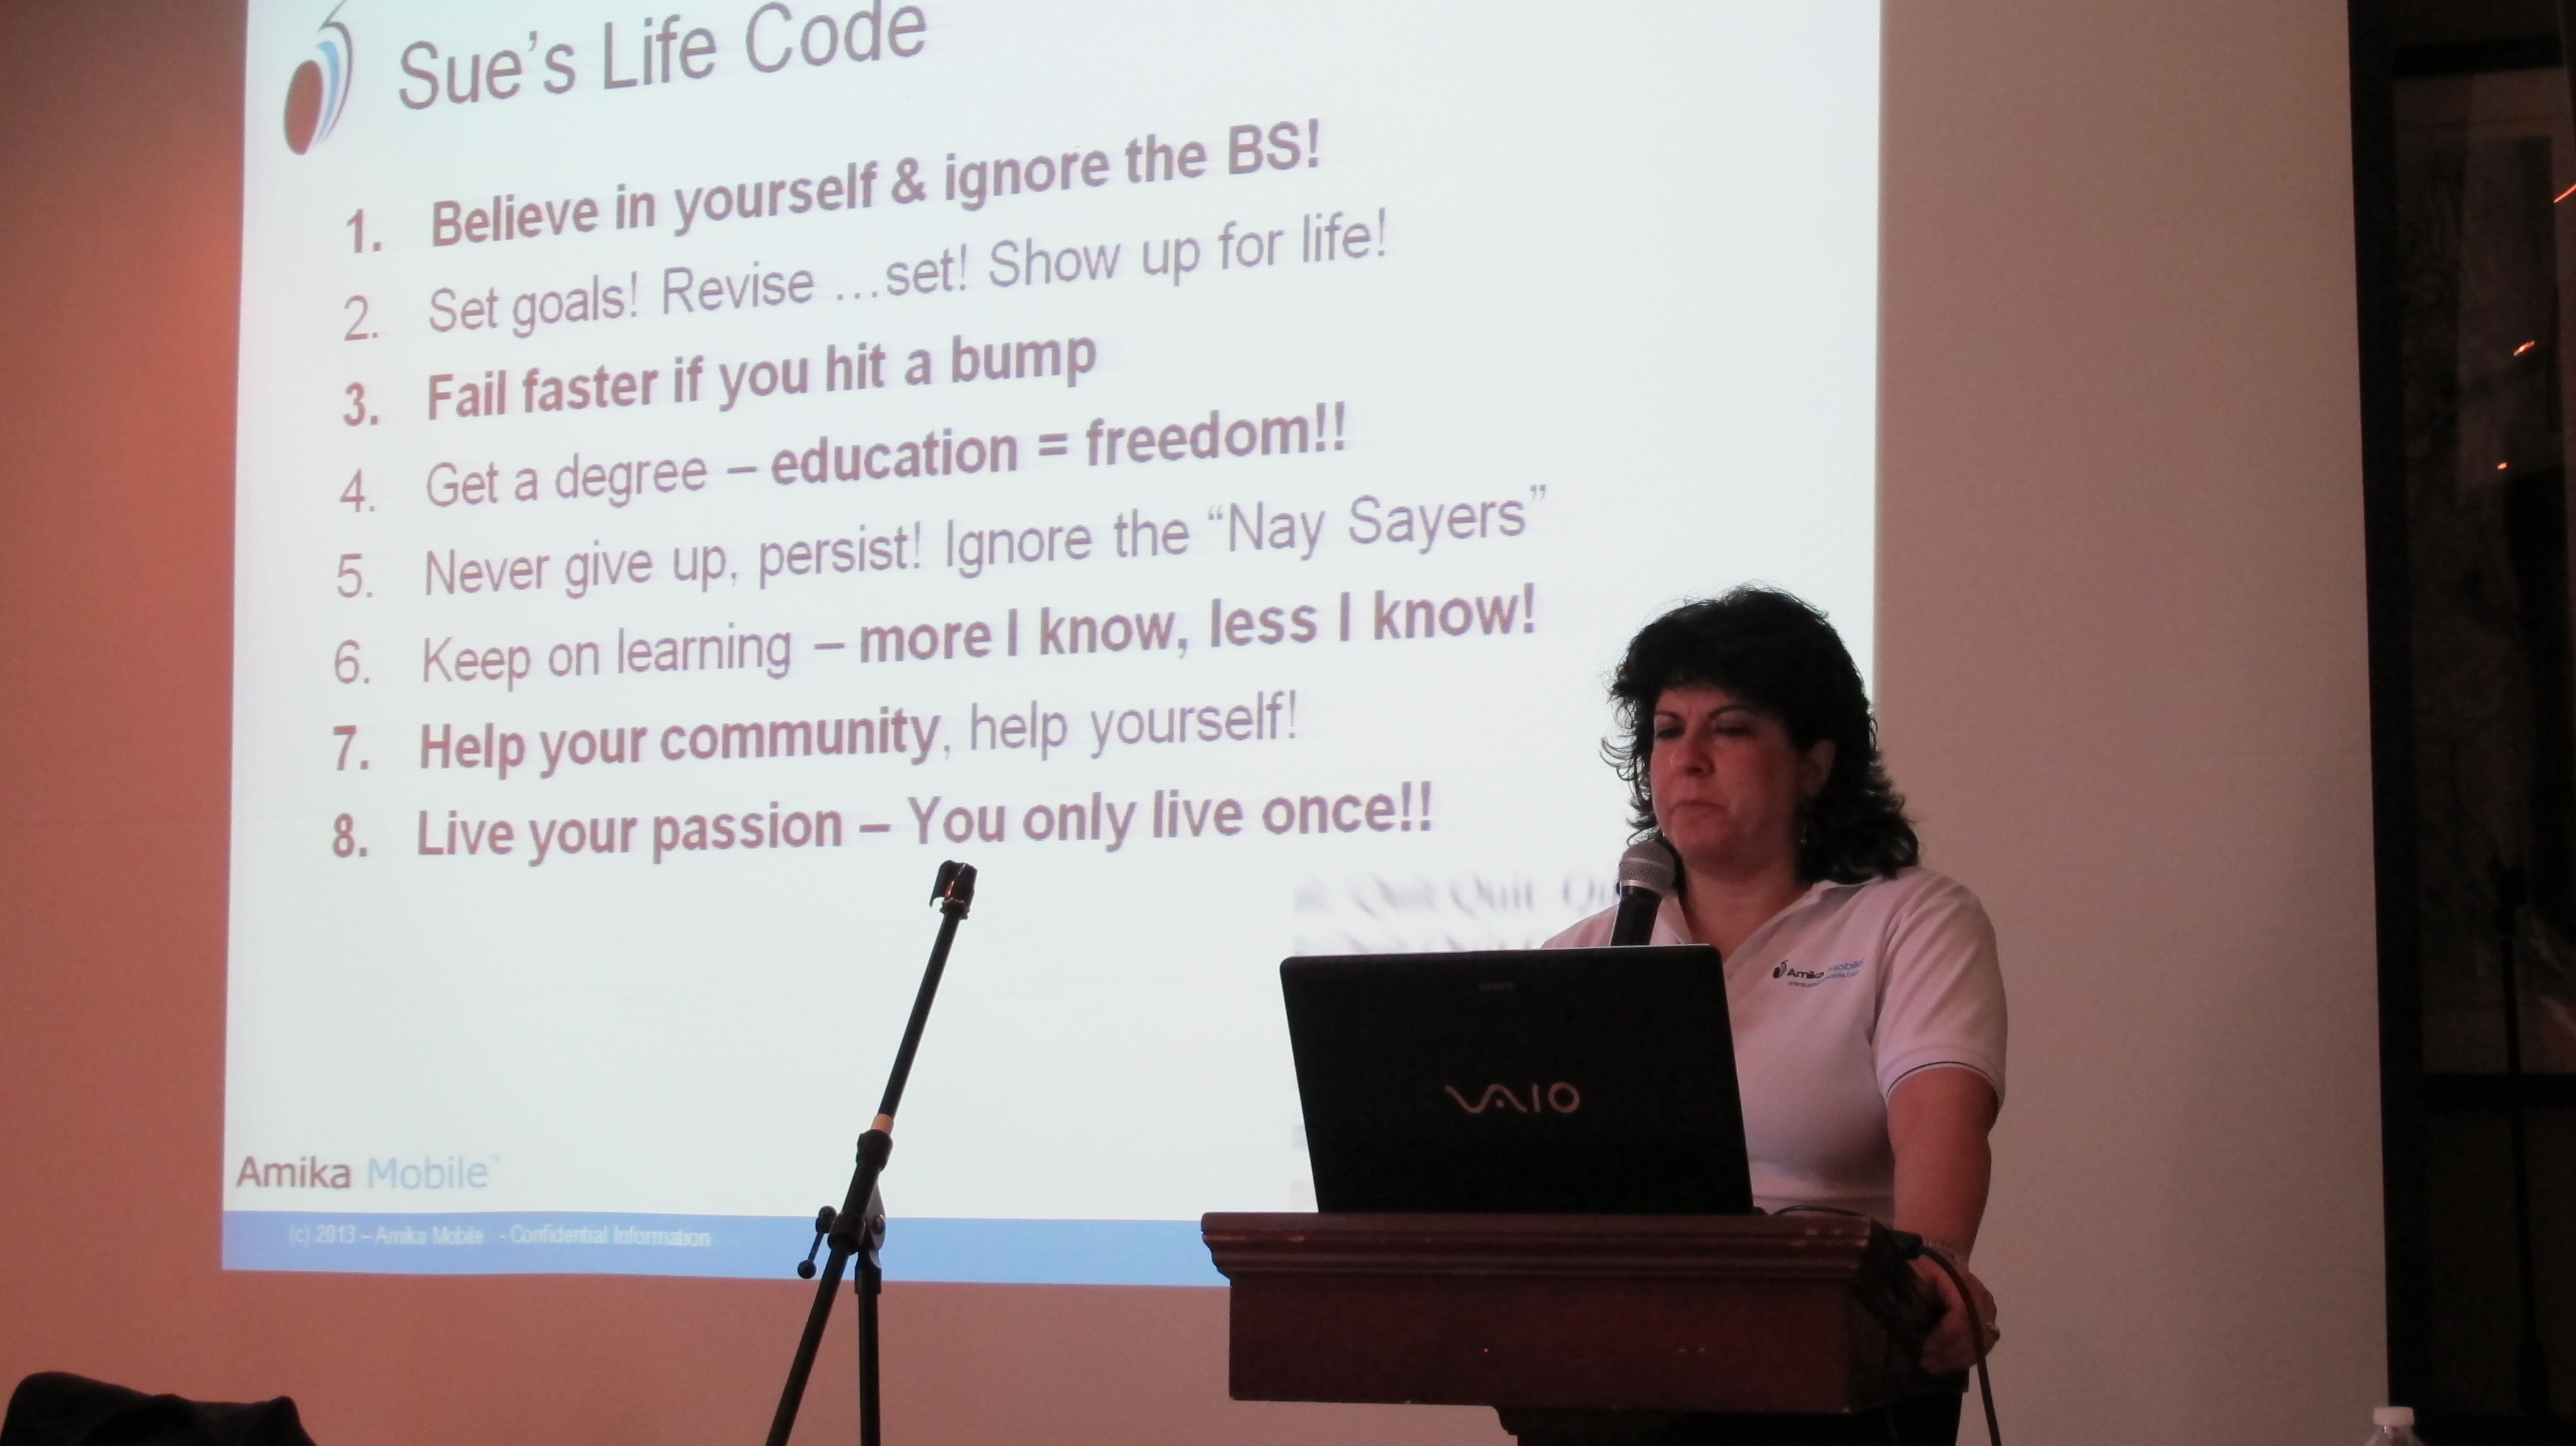 Sue's Life Code
1. Believe in yourself & ignore the BS!
2. Set goals! Revise ...set! Show up for life!
3. Fail faster if you hit a bump
4. Get a degree – education = freedom!!
5. Never give up, persist! Ignore the “Nay Sayers”
6. Keep on learning – more I know, less I know!
7. Help your community, help yourself!
8. Live your passion – You only live once!!
Quit Quit
Amika Mobile
SONY
VAIO
Amika Mobile™
(c) 2013 – Amika Mobile - Confidential Information